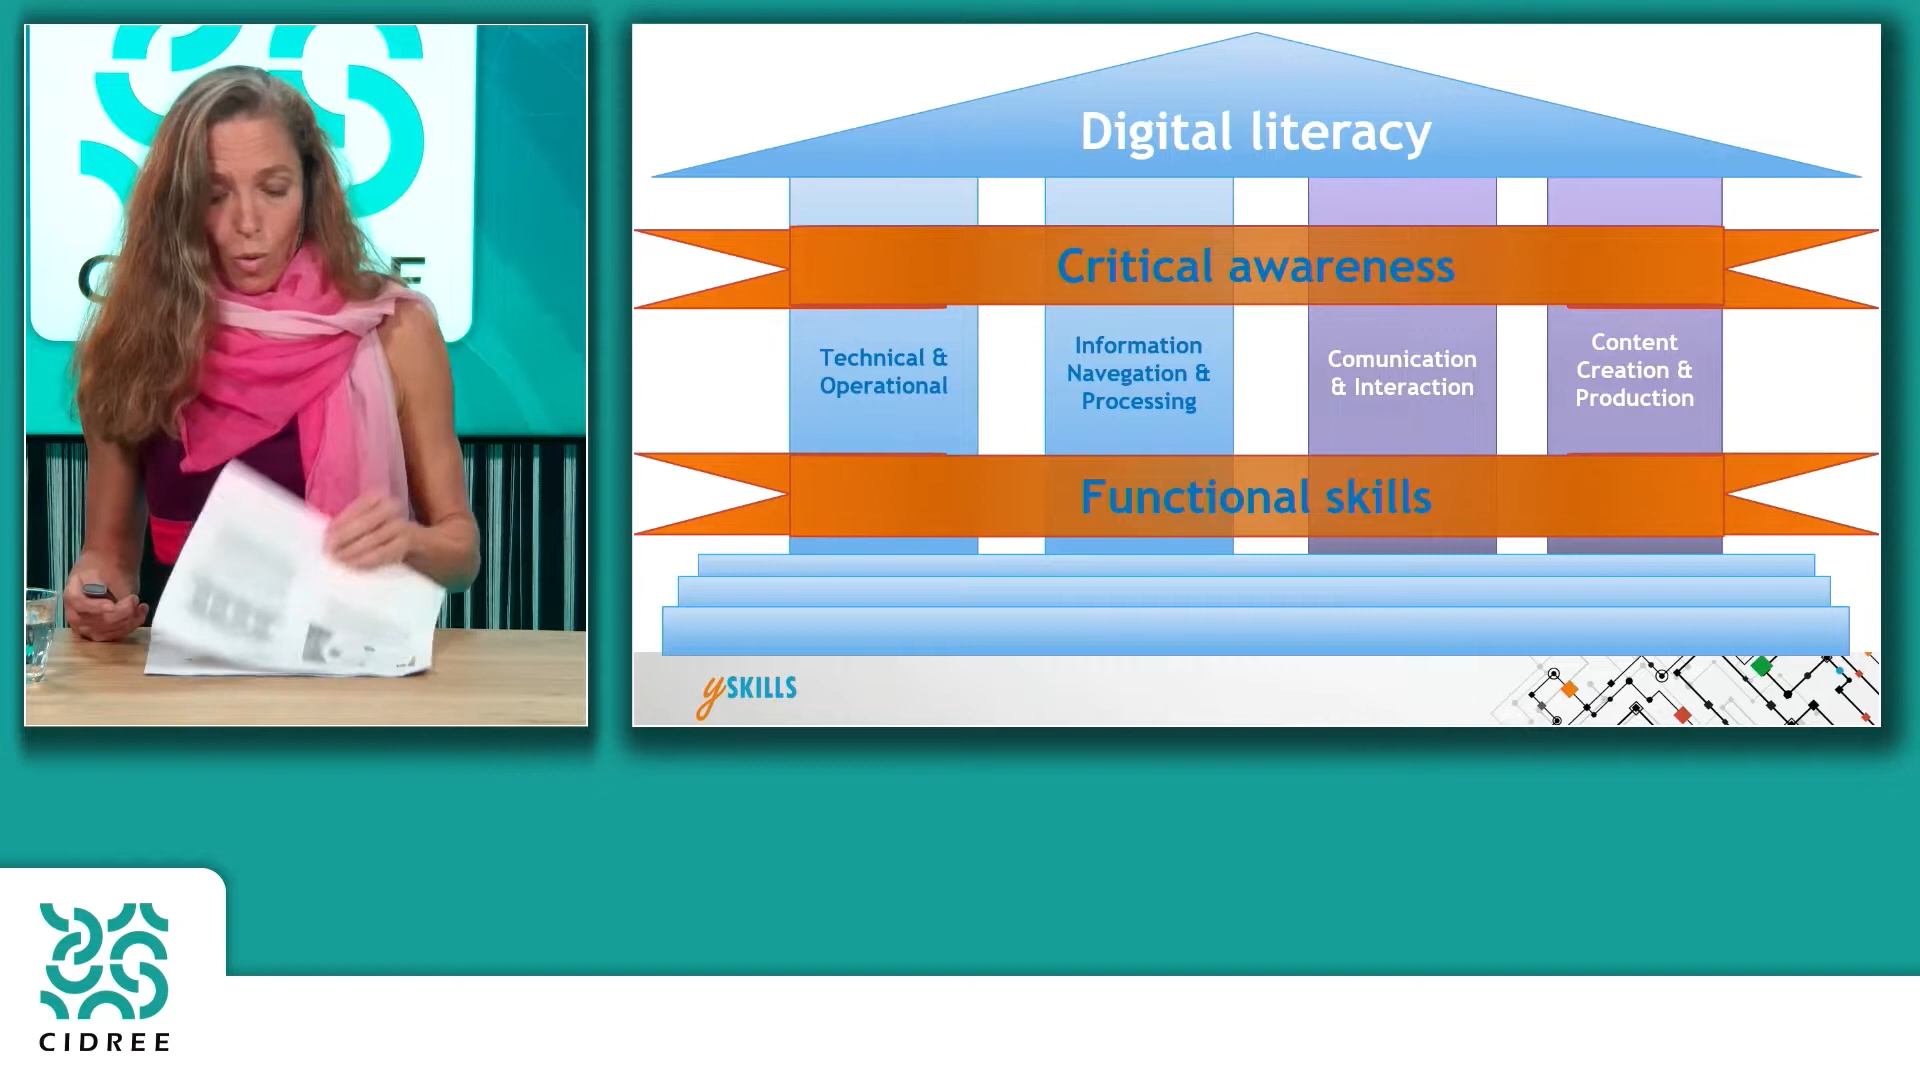 Digital literacy
Critical awareness
Technical &
Operational
Information
Navegation &
Processing
Comunication
& Interaction
Content
Creation &
Production
Functional skills
ySKILLS
CIDREE